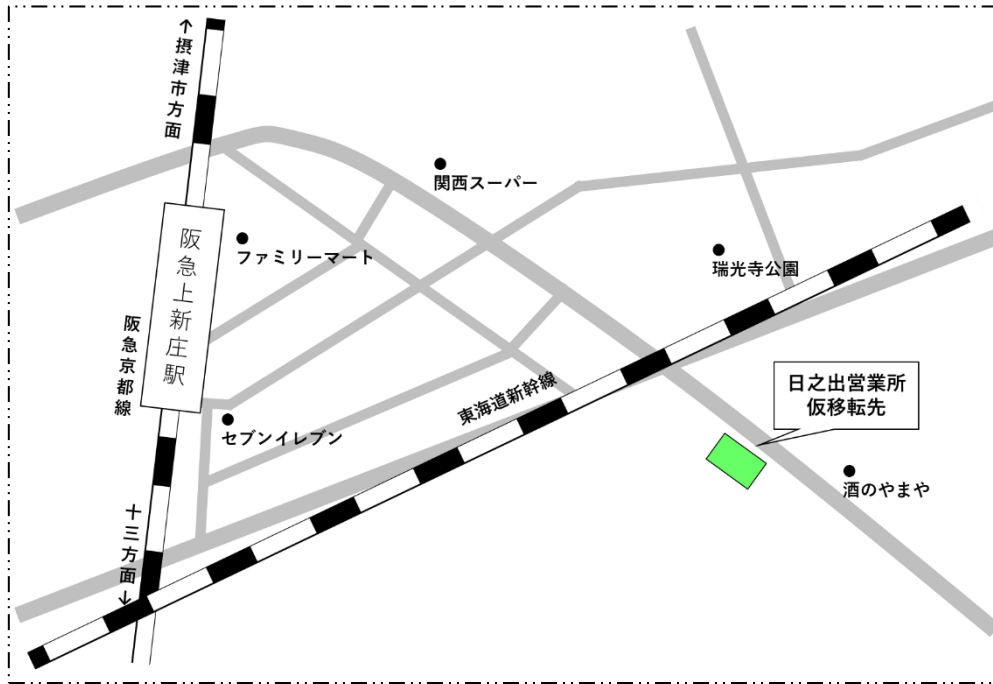 ↑摂津市方面
関西スーパー
阪急上新庄駅
ファミリーマート
瑞光寺公園
阪急京都線
東海道新幹線
日之出営業所
仮移転先
セブンイレブン
酒のやまや
十三方面↓